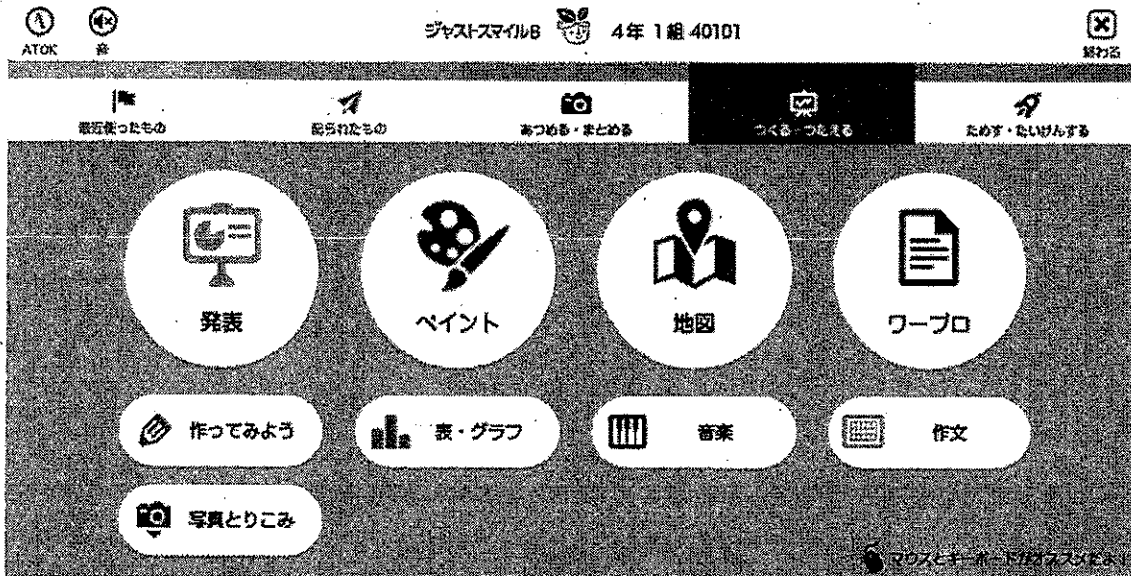 ATOK
音
ジャストスマイルB 4年 1組 40101
終わる
最近使ったもの
配られたもの
あつめる・まとめる
つくる・つたえる
ためす・たいけんする
発表
ペイント
地図
ワープロ
作ってみよう
表・グラフ
音楽
作文
写真とりこみ
マウスとキーボードがオススメだよ!